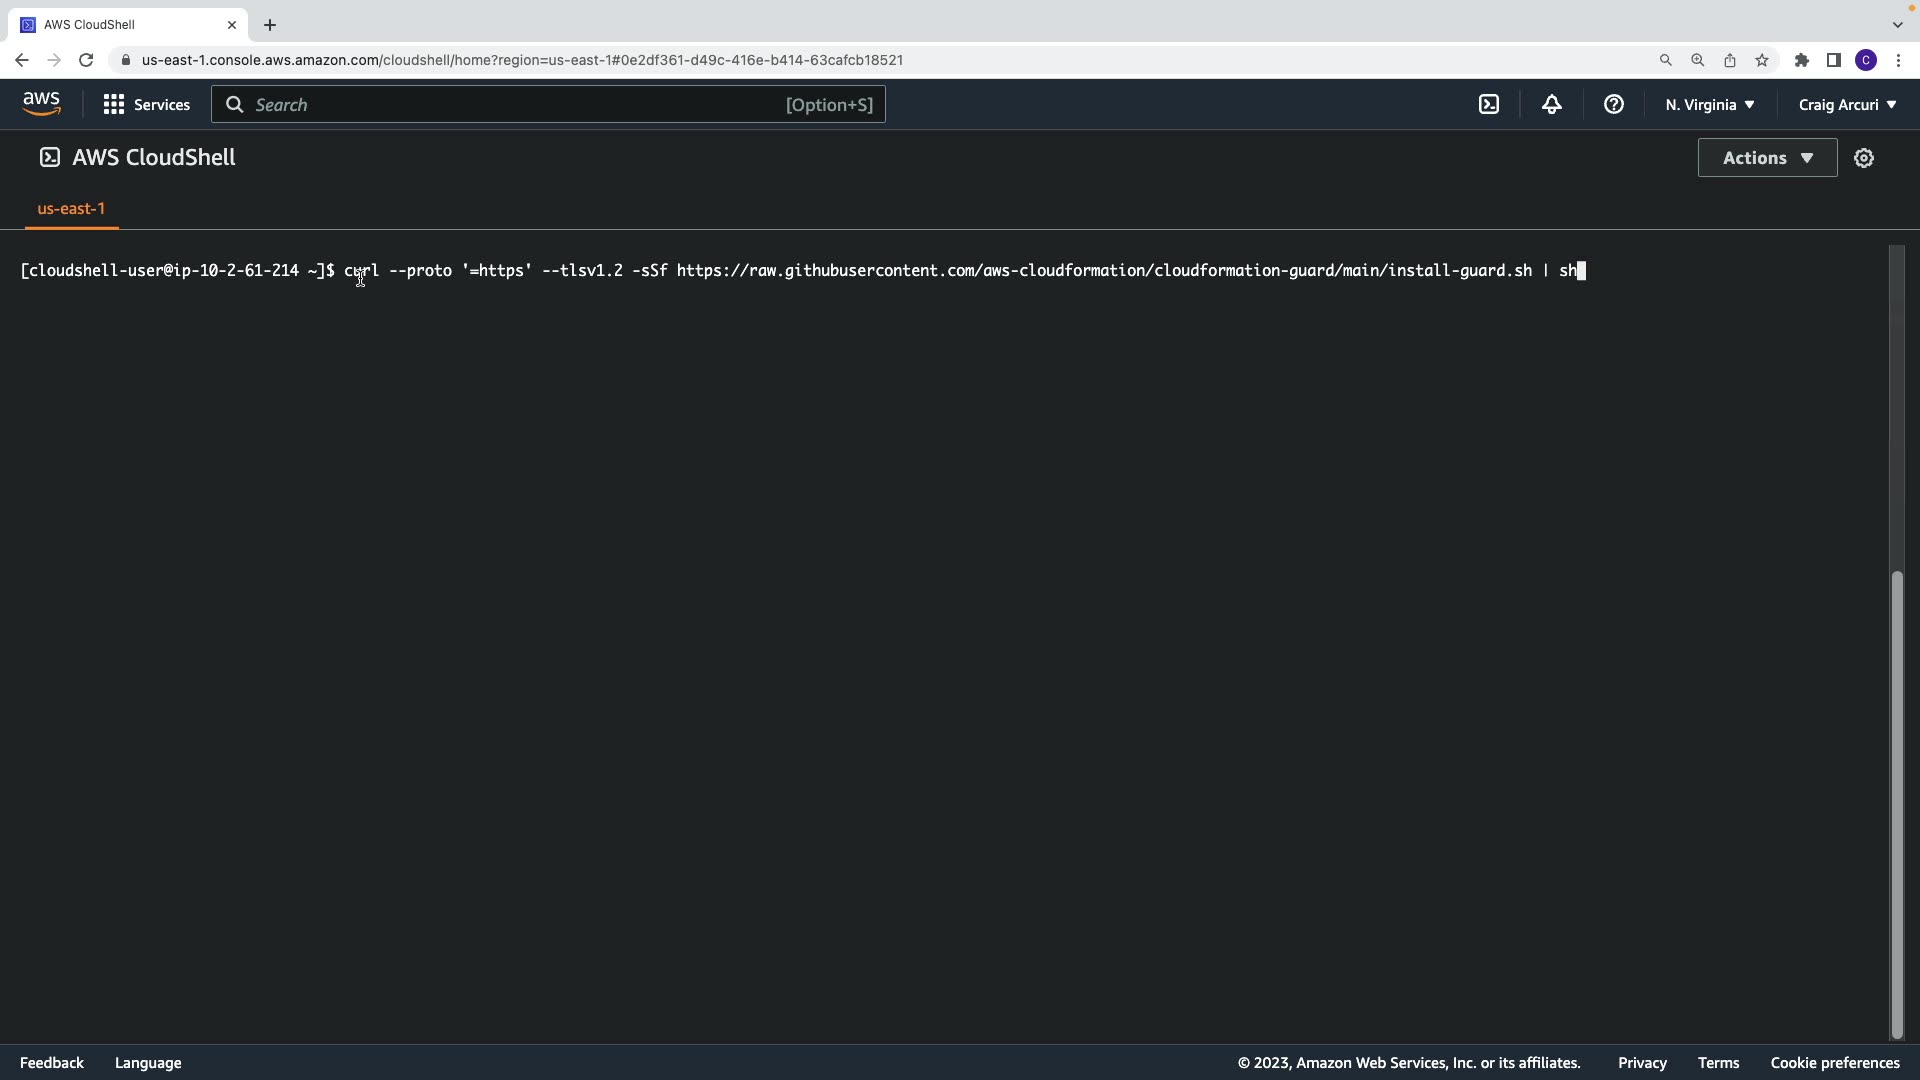 AWS CloudShell
us-east-1.console.aws.amazon.com/cloudshell/home?region=us-east-1#0e2df361-d49c-416e-b414-63cafcb18521
C
aws
Services
Search
[Option+S]
N. Virginia
Craig Arcuri
AWS CloudShell
Actions
us-east-1
[cloudshell-user@ip-10-2-61-214 ~]$ curl --proto '=https' --tlsv1.2 -sSf https://raw.githubusercontent.com/aws-cloudformation/cloudformation-guard/main/install-guard.sh | sh
Feedback
Language
© 2023, Amazon Web Services, Inc. or its affiliates.
Privacy
Terms
Cookie preferences